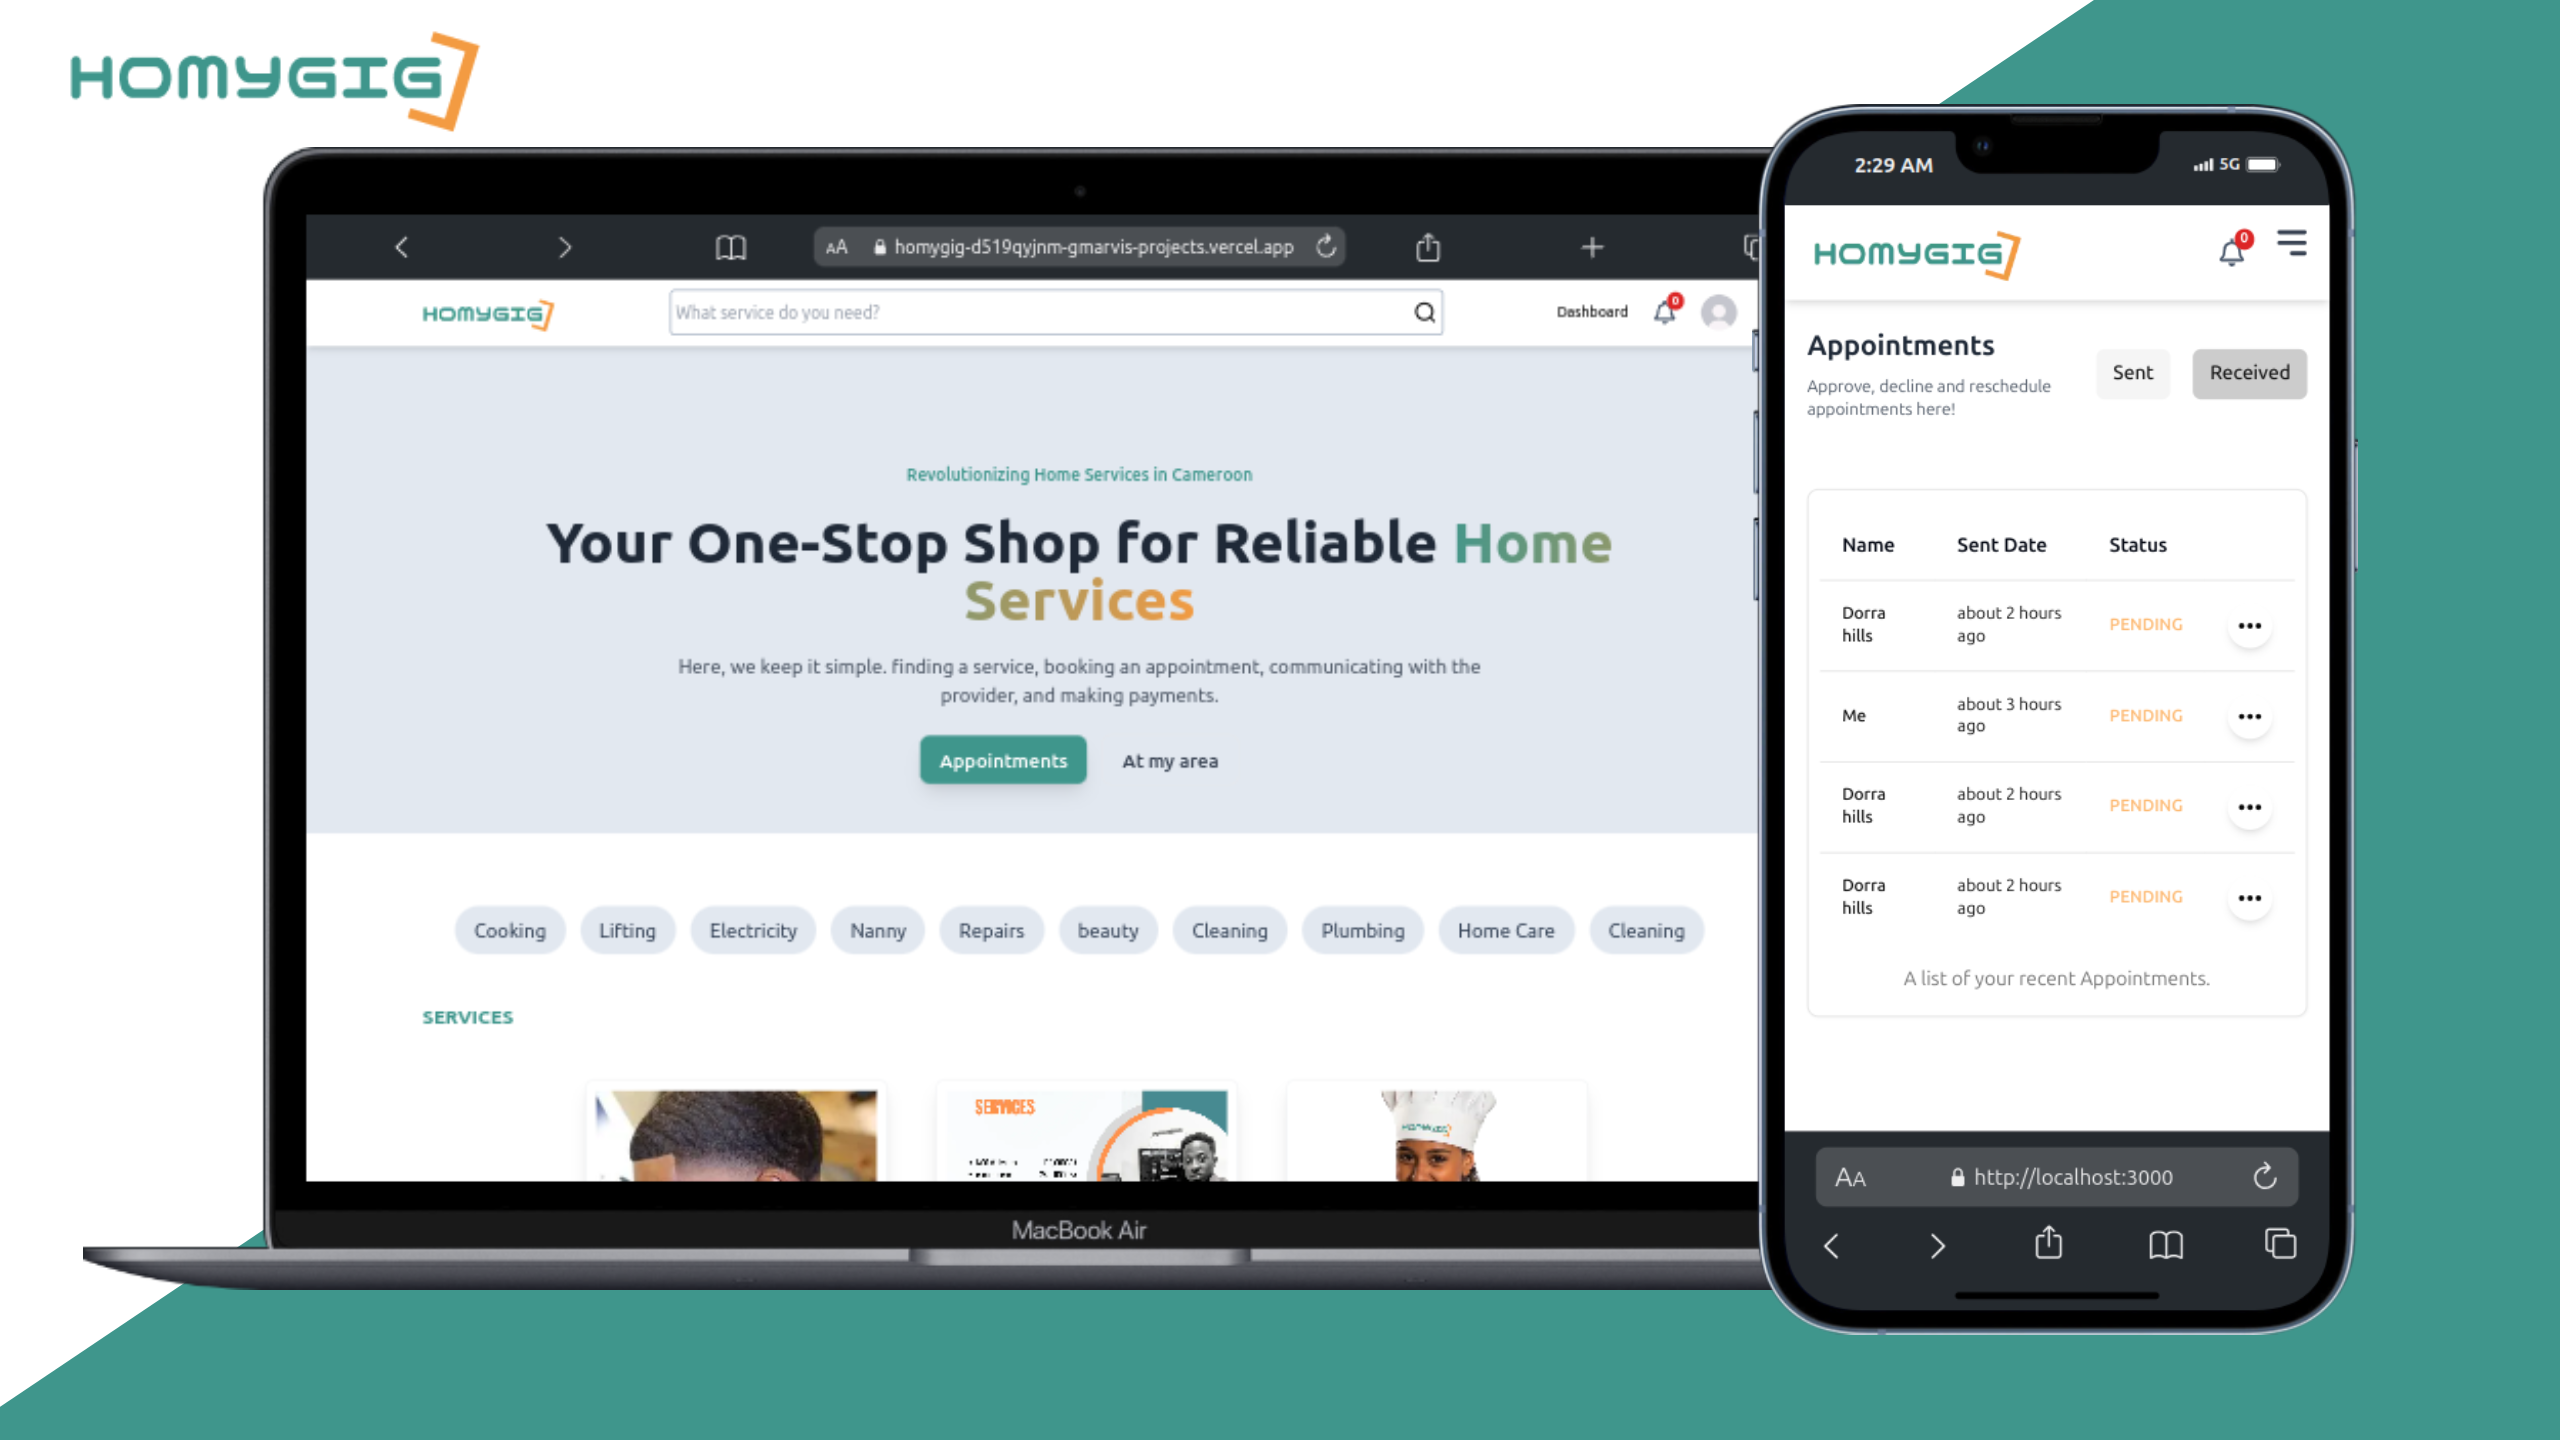 HOMYGIG
AA homygig-d519qyjnm-gmarvis-projects.vercel.app
HOMYGIG
What service do you need?
Dashboard
0
Revolutionizing Home Services in Cameroon
Your One-Stop Shop for Reliable Home
Services
Here, we keep it simple. finding a service, booking an appointment, communicating with the
provider, and making payments.
Appointments At my area
Cooking Lifting Electricity Nanny Repairs beauty Cleaning Plumbing Home Care Cleaning
SERVICES
SERVICES
HOMYGIG
MacBook Air
2:29 AM 5G
HOMYGIG
0
Appointments
Sent Received
Approve, decline and reschedule
appointments here!
Name Sent Date Status
Dorra about 2 hours
hills ago
PENDING
Me
about 3 hours
ago
PENDING
Dorra about 2 hours
hills ago
PENDING
Dorra about 2 hours
hills ago
PENDING
A list of your recent Appointments.
AA http://localhost:3000